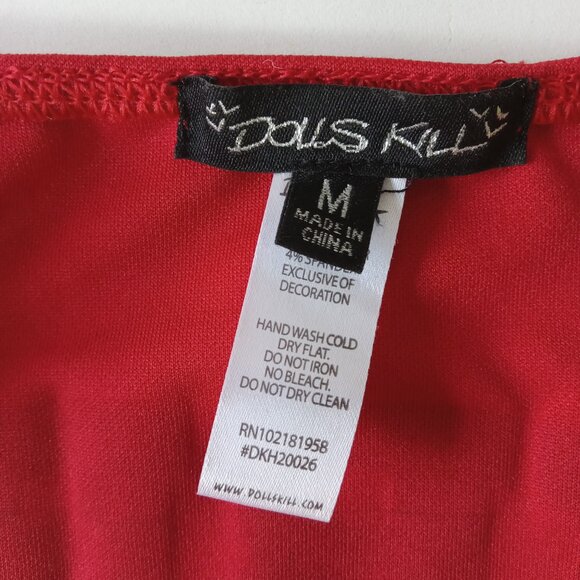 DOLLS KILL
M
MADE IN
CHINA
4% SPANDEX
EXCLUSIVE OF
DECORATION
HAND WASH COLD
DRY FLAT.
DO NOT IRON
NO BLEACH.
DO NOT DRY CLEAN
RN102181958
#DKH20026
WWW.DOLLSKILL.COM